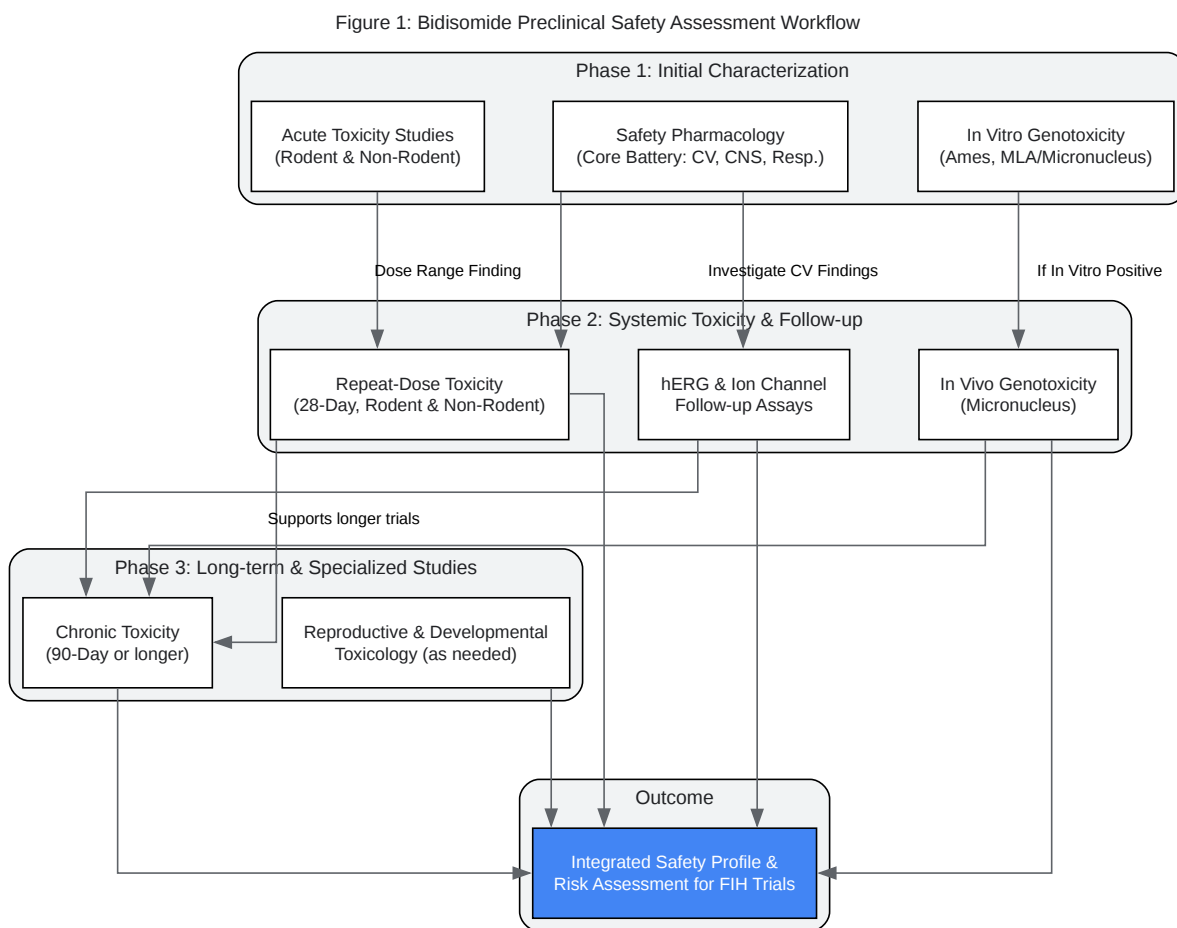 Figure 1: Bidisomide Preclinical Safety Assessment Workflow
Phase 1: Initial Characterization
Acute Toxicity Studies
(Rodent & Non-Rodent)
Safety Pharmacology
(Core Battery: CV, CNS, Resp.)
In Vitro Genotoxicity
(Ames, MLA/Micronucleus)
Dose Range Finding
Investigate CV Findings
If In Vitro Positive
Phase 2: Systemic Toxicity & Follow-up
Repeat-Dose Toxicity
(28-Day, Rodent & Non-Rodent)
hERG & Ion Channel
Follow-up Assays
In Vivo Genotoxicity
(Micronucleus)
Supports longer trials
Phase 3: Long-term & Specialized Studies
Chronic Toxicity
(90-Day or longer)
Reproductive & Developmental
Toxicology (as needed)
Outcome
Integrated Safety Profile &
Risk Assessment for FIH Trials